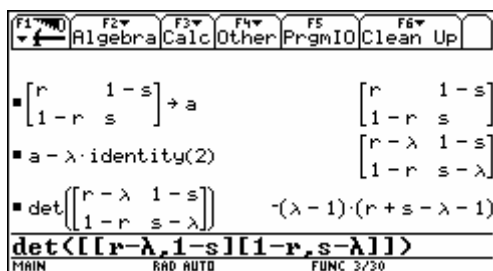 F1 F2 F3 F4 F5 F6
Algebra Calc Other PrgmIO Clean Up
[r 1-s] → a [r 1-s]
[1-r s] [1-r s]
a-λ·identity(2) [r-λ 1-s]
[1-r s-λ]
det([r-λ 1-s]) -(λ-1)·(r+s-λ-1)
[1-r s-λ]
det([[r-λ,1-s][1-r,s-λ]])
MAIN RAD AUTO FUNC 3/30